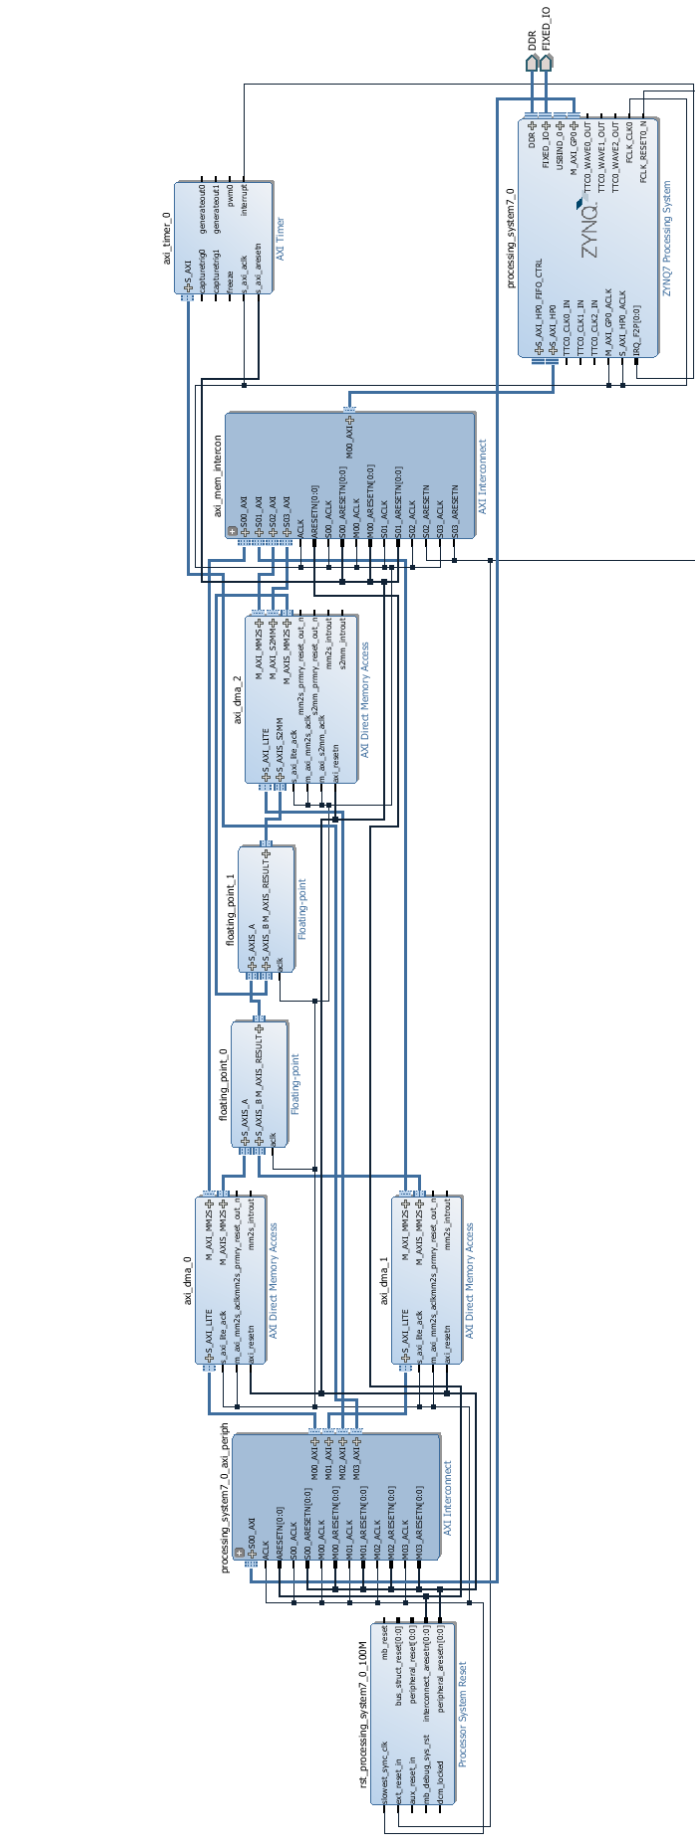 DDR
FIXED_IO
processing_system7_0
DDR
FIXED_IO
USBIND_0
M_AXI_GP0
TTC0_WAVE0_OUT
TTC0_WAVE1_OUT
TTC0_WAVE2_OUT
FCLK_CLK0
FCLK_RESET0_N
ZYNQ
S_AXI_HP0_FIFO_CTRL
S_AXI_HP0
TTC0_CLK0_IN
TTC0_CLK1_IN
TTC0_CLK2_IN
M_AXI_GP0_ACLK
S_AXI_HP0_ACLK
IRQ_F2P[0:0]
ZYNQ7 Processing System
axi_timer_0
S_AXI
capturetrig0
capturetrig1
freeze
s_axi_aclk
s_axi_aresetn
generateout0
generateout1
pwm0
interrupt
AXI Timer
axi_mem_intercon
S00_AXI
S01_AXI
S02_AXI
S03_AXI
ACLK
ARESETN[0:0]
S00_ACLK
S00_ARESETN[0:0]
M00_ACLK
M00_ARESETN[0:0]
S01_ACLK
S01_ARESETN[0:0]
S02_ACLK
S02_ARESETN
S03_ACLK
S03_ARESETN
M00_AXI
AXI Interconnect
axi_dma_2
S_AXI_LITE
S_AXIS_S2MM
s_axi_lite_aclk
m_axi_mm2s_aclk
m_axi_s2mm_aclk
axi_resetn
M_AXI_MM2S
M_AXI_S2MM
M_AXIS_MM2S
mm2s_prmry_reset_out_n
s2mm_prmry_reset_out_n
mm2s_introut
s2mm_introut
AXI Direct Memory Access
floating_point_1
S_AXIS_A
S_AXIS_B
aclk
M_AXIS_RESULT
Floating-point
floating_point_0
S_AXIS_A
S_AXIS_B
aclk
M_AXIS_RESULT
Floating-point
axi_dma_0
S_AXI_LITE
s_axi_lite_aclk
m_axi_mm2s_aclk
axi_resetn
M_AXI_MM2S
M_AXIS_MM2S
mm2s_prmry_reset_out_n
mm2s_introut
AXI Direct Memory Access
axi_dma_1
S_AXI_LITE
s_axi_lite_aclk
m_axi_mm2s_aclk
axi_resetn
M_AXI_MM2S
M_AXIS_MM2S
mm2s_prmry_reset_out_n
mm2s_introut
AXI Direct Memory Access
processing_system7_0_axi_periph
S00_AXI
ACLK
ARESETN[0:0]
S00_ACLK
S00_ARESETN[0:0]
M00_ACLK
M00_ARESETN[0:0]
M01_ACLK
M01_ARESETN[0:0]
M02_ACLK
M02_ARESETN[0:0]
M03_ACLK
M03_ARESETN[0:0]
M00_AXI
M01_AXI
M02_AXI
M03_AXI
AXI Interconnect
rst_processing_system7_0_100M
slowest_sync_clk
ext_reset_in
aux_reset_in
mb_debug_sys_rst
dcm_locked
mb_reset
bus_struct_reset[0:0]
peripheral_reset[0:0]
interconnect_aresetn[0:0]
peripheral_aresetn[0:0]
Processor System Reset